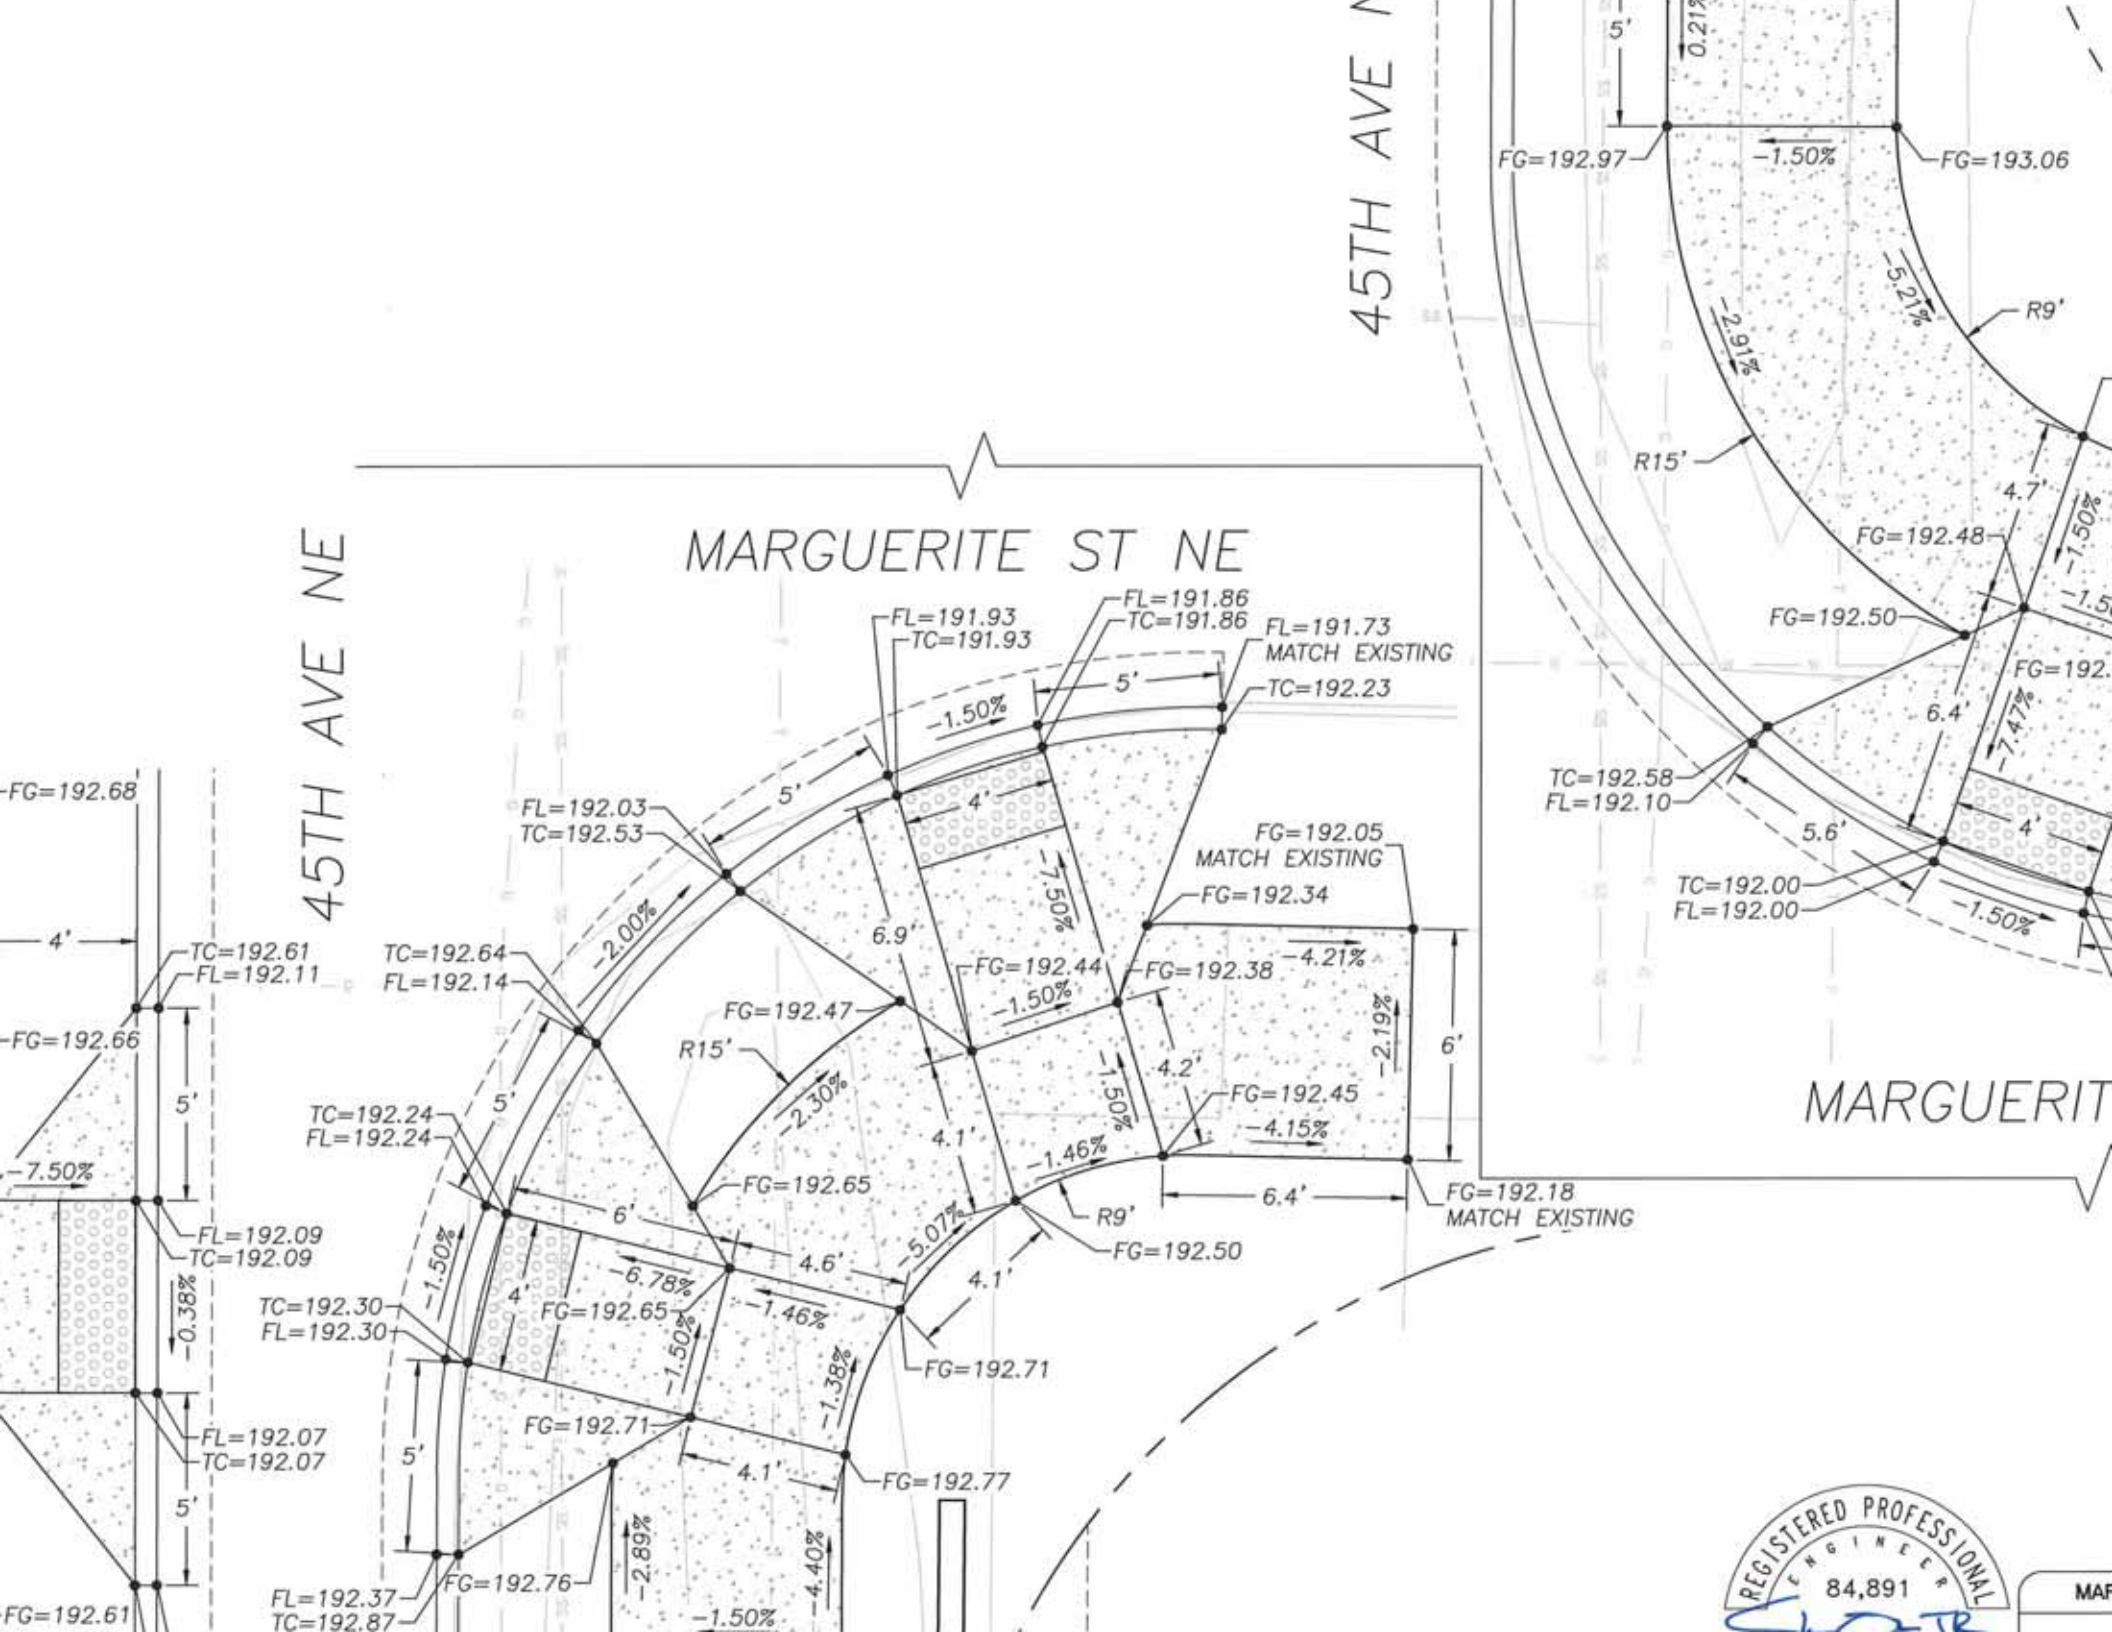 45TH AVE N
5'
0.21%
FG=192.97
-1.50%
FG=193.06
-5.21%
R9'
-2.91%
R15'
4.7'
-1.50%
FG=192.48
FG=192.50
FG=192.
6.4'
-7.47%
TC=192.58
FL=192.10
5.6'
4'
TC=192.00
FL=192.00
-1.50%
MARGUERIT
45TH AVE NE
MARGUERITE ST NE
FL=191.93
TC=191.93
FL=191.86
TC=191.86
FL=191.73
MATCH EXISTING
TC=192.23
5'
-1.50%
5'
4'
FL=192.03
TC=192.53
FG=192.05
MATCH EXISTING
FG=192.34
-7.50%
6.9'
-2.00%
TC=192.64
FL=192.14
FG=192.44
FG=192.38
-4.21%
-1.50%
FG=192.47
R15'
-2.30%
-2.19%
6'
4.2'
-1.50%
FG=192.45
-4.15%
4.1'
-1.46%
5'
TC=192.24
FL=192.24
FG=192.65
6'
R9'
6.4'
FG=192.18
MATCH EXISTING
-5.07%
FG=192.50
4.6'
4.1'
-1.50%
-6.78%
4'
FG=192.65
-1.46%
TC=192.30
FL=192.30
-1.50%
-1.38%
FG=192.71
FG=192.71
5'
4.1'
FG=192.77
-2.89%
-4.40%
FG=192.76
FL=192.37
TC=192.87
-1.50%
FG=192.68
4'
TC=192.61
FL=192.11
FG=192.66
5'
-7.50%
FL=192.09
TC=192.09
-0.38%
FL=192.07
TC=192.07
5'
FG=192.61
REGISTERED PROFESSIONAL
ENGINEER
84,891
MAR